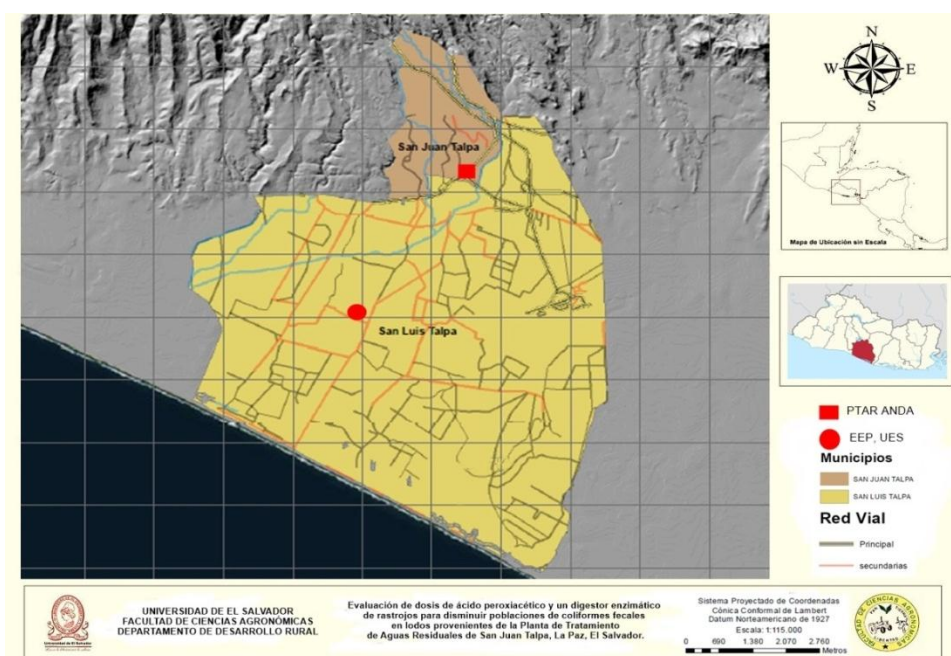 N
W
E
S
San Juan Talpa
San Luis Talpa
Mapa de Ubicación sin Escala
PTAR ANDA
EEP, UES
Municipios
SAN JUAN TALPA
SAN LUIS TALPA
Red Vial
Principal
secundarias
UNIVERSIDAD DE EL SALVADOR
FACULTAD DE CIENCIAS AGRONÓMICAS
DEPARTAMENTO DE DESARROLLO RURAL
Evaluación de dosis de ácido peroxiacético y un digestor enzimático
de rastrojos para disminuir poblaciones de coliformes fecales
en lodos provenientes de la Planta de Tratamiento
de Aguas Residuales de San Juan Talpa, La Paz, El Salvador.
Sistema Proyectado de Coordenadas
Cónica Conformal de Lambert
Datum Norteamericano de 1927
Escala: 1:115.000
0 690 1.380 2.070 2.760
Metros